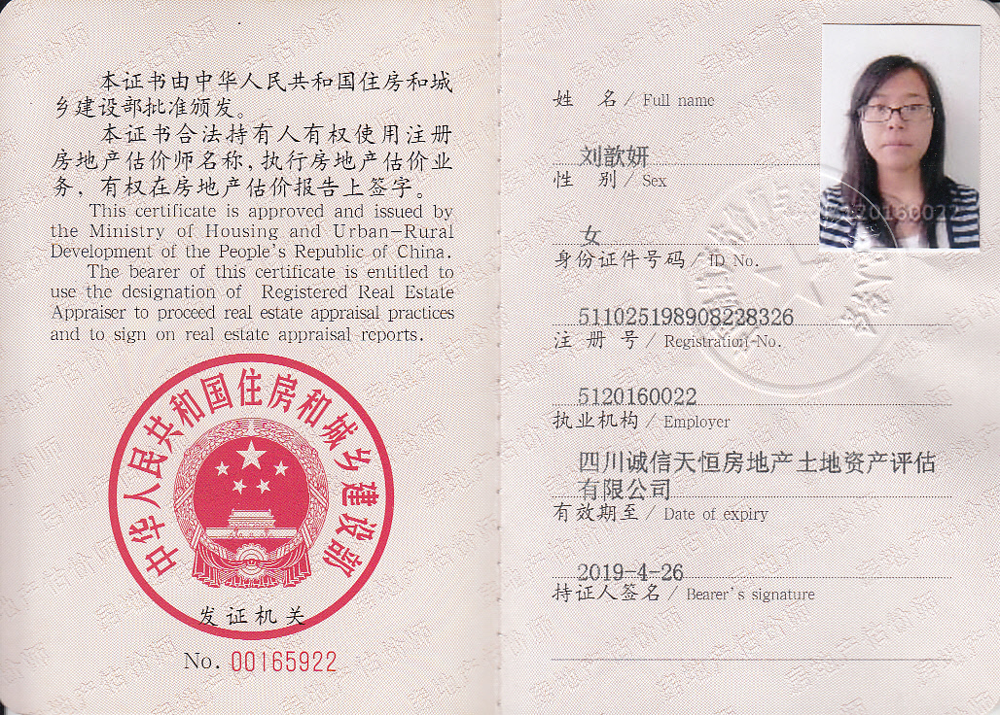 本证书由中华人民共和国住房和城
乡建设部批准颁发。
本证书合法持有人有权使用注册
房地产估价师名称,执行房地产估价业
务,有权在房地产估价报告上签字。
This certificate is approved and issued by
the Ministry of Housing and Urban-Rural
Development of the People's Republic of China.
The bearer of this certificate is entitled to
use the designation of Registered Real Estate
Appraiser to proceed real estate appraisal practices
and to sign on real estate appraisal reports.
中华人民共和国住房和城乡建设部
发证机关
No. 00165922
姓 名 / Full name
刘歆妍
性 别 / Sex
女
身份证件号码 / ID No.
511025198908228326
注 册 号 / Registration No.
5120160022
执业机构 / Employer
四川诚信天恒房地产土地资产评估
有限公司
有效期至 / Date of expiry
2019-4-26
持证人签名 / Bearer's signature
5120160022